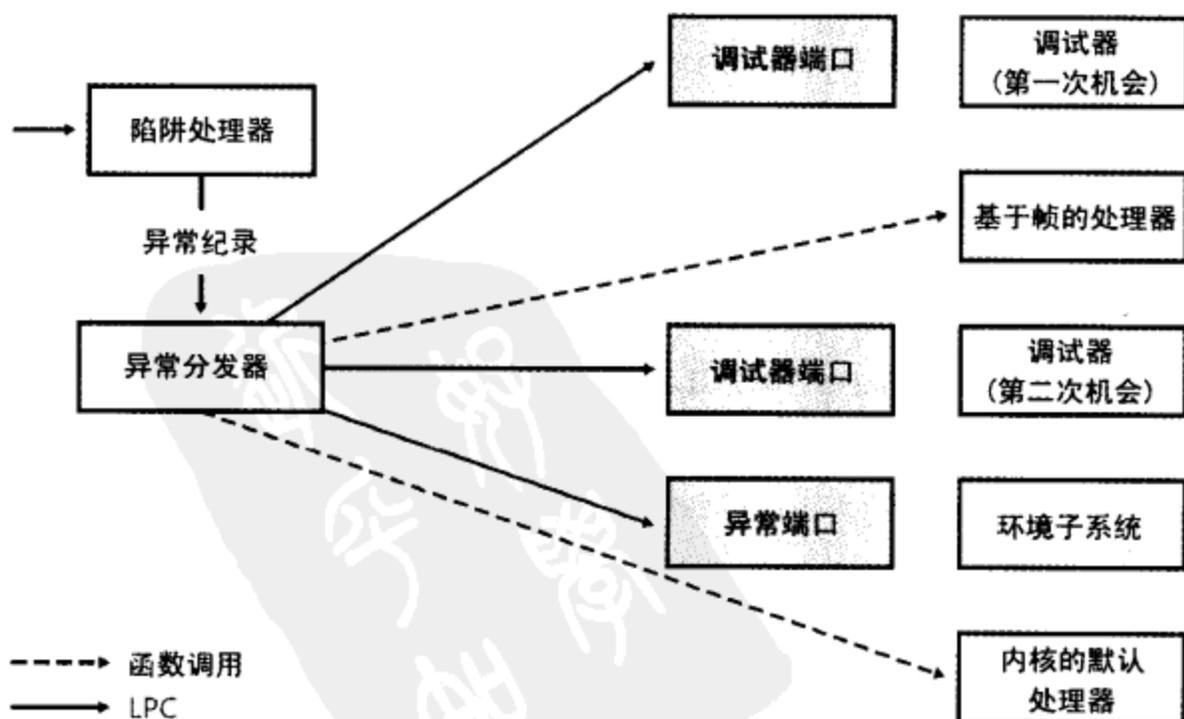 调试器端口
调试器
(第一次机会)
陷阱处理器
基于帧的处理器
异常纪录
异常分发器
调试器端口
调试器
(第二次机会)
异常端口
环境子系统
函数调用
LPC
内核的默认
处理器